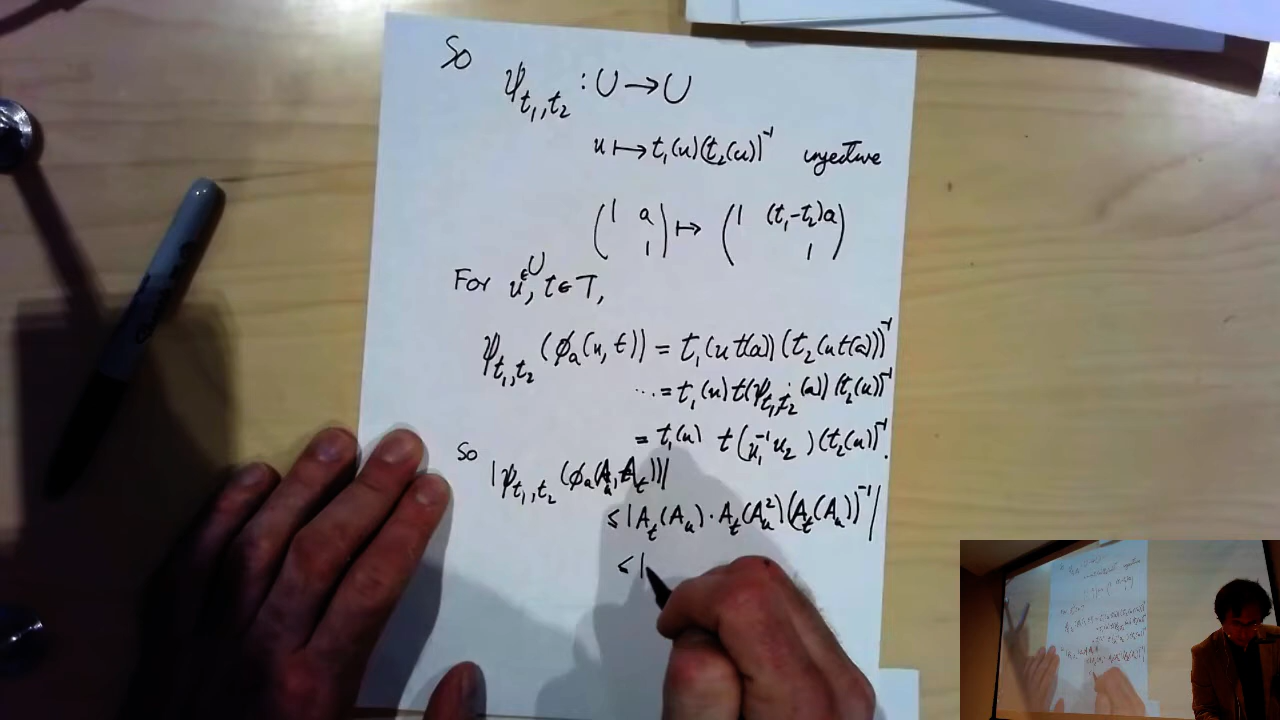 So
ψ_{t₁,t₂} : U → U
u ↦ t₁(u)(t₂(u))⁻¹ injective
(1 a; 1) ↦ (1 (t₁-t₂)a; 1)
For u, t ∈ T,
∈U
ψ_{t₁,t₂}(φ_a(u,t)) = t₁(u t(a))(t₂(u t(a)))⁻¹
... = t₁(u) t(ψ_{t₁,t₂}(a))(t₂(u))⁻¹
= t₁(u) t(u₁⁻¹u₂)(t₂(u))⁻¹.
So
|ψ_{t₁,t₂}(φ_a(A_u, A_t))|
≤ |A_t(A_u)·A_t(A_u²)(A_t(A_u))⁻¹|
≤ |